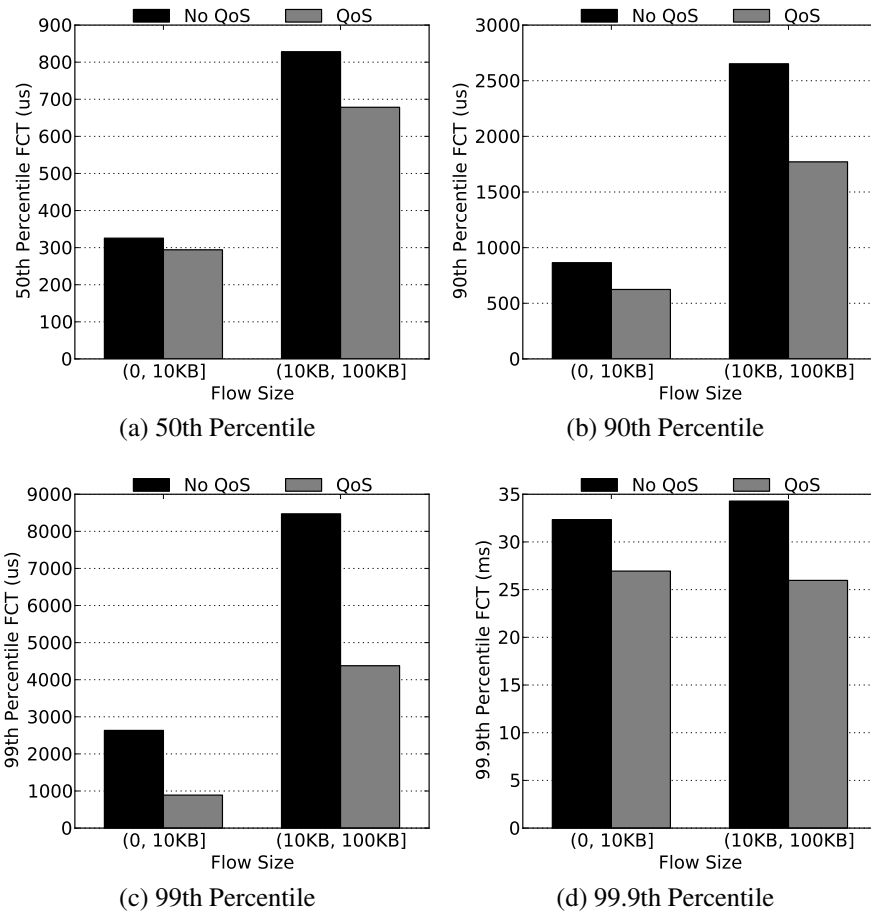 No QoS QoS
900
800
700
600
500
400
300
200
100
0
50th Percentile FCT (us)
(0, 10KB] (10KB, 100KB]
Flow Size
(a) 50th Percentile
No QoS QoS
3000
2500
2000
1500
1000
500
0
90th Percentile FCT (us)
(0, 10KB] (10KB, 100KB]
Flow Size
(b) 90th Percentile
No QoS QoS
9000
8000
7000
6000
5000
4000
3000
2000
1000
0
99th Percentile FCT (us)
(0, 10KB] (10KB, 100KB]
Flow Size
(c) 99th Percentile
No QoS QoS
35
30
25
20
15
10
5
0
99.9th Percentile FCT (ms)
(0, 10KB] (10KB, 100KB]
Flow Size
(d) 99.9th Percentile